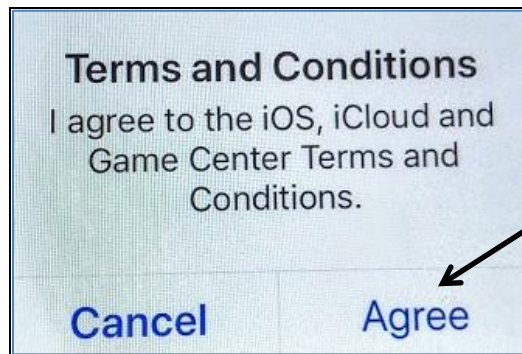 Terms and Conditions
I agree to the iOS, iCloud and
Game Center Terms and
Conditions.
Cancel
Agree